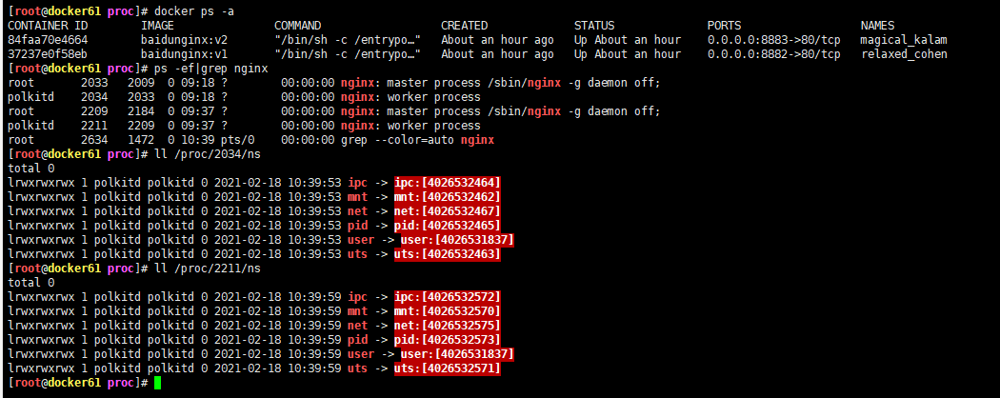 [root@docker61 proc]# docker ps -a
CONTAINER ID        IMAGE               COMMAND                  CREATED             STATUS              PORTS                  NAMES
84faa70e4664        baidunginx:v2       "/bin/sh -c /entrypo…"   About an hour ago   Up About an hour    0.0.0.0:8883->80/tcp   magical_kalam
37237e0f58eb        baidunginx:v1       "/bin/sh -c /entrypo…"   About an hour ago   Up About an hour    0.0.0.0:8882->80/tcp   relaxed_cohen
[root@docker61 proc]# ps -ef|grep nginx
root       2033   2009  0 09:18 ?        00:00:00 nginx: master process /sbin/nginx -g daemon off;
polkitd    2034   2033  0 09:18 ?        00:00:00 nginx: worker process
root       2209   2184  0 09:37 ?        00:00:00 nginx: master process /sbin/nginx -g daemon off;
polkitd    2211   2209  0 09:37 ?        00:00:00 nginx: worker process
root       2634   1472  0 10:39 pts/0    00:00:00 grep --color=auto nginx
[root@docker61 proc]# ll /proc/2034/ns
total 0
lrwxrwxrwx 1 polkitd polkitd 0 2021-02-18 10:39:53 ipc -> ipc:[4026532464]
lrwxrwxrwx 1 polkitd polkitd 0 2021-02-18 10:39:53 mnt -> mnt:[4026532462]
lrwxrwxrwx 1 polkitd polkitd 0 2021-02-18 10:39:53 net -> net:[4026532467]
lrwxrwxrwx 1 polkitd polkitd 0 2021-02-18 10:39:53 pid -> pid:[4026532465]
lrwxrwxrwx 1 polkitd polkitd 0 2021-02-18 10:39:53 user -> user:[4026531837]
lrwxrwxrwx 1 polkitd polkitd 0 2021-02-18 10:39:53 uts -> uts:[4026532463]
[root@docker61 proc]# ll /proc/2211/ns
total 0
lrwxrwxrwx 1 polkitd polkitd 0 2021-02-18 10:39:59 ipc -> ipc:[4026532572]
lrwxrwxrwx 1 polkitd polkitd 0 2021-02-18 10:39:59 mnt -> mnt:[4026532570]
lrwxrwxrwx 1 polkitd polkitd 0 2021-02-18 10:39:59 net -> net:[4026532575]
lrwxrwxrwx 1 polkitd polkitd 0 2021-02-18 10:39:59 pid -> pid:[4026532573]
lrwxrwxrwx 1 polkitd polkitd 0 2021-02-18 10:39:59 user -> user:[4026531837]
lrwxrwxrwx 1 polkitd polkitd 0 2021-02-18 10:39:59 uts -> uts:[4026532571]
[root@docker61 proc]#